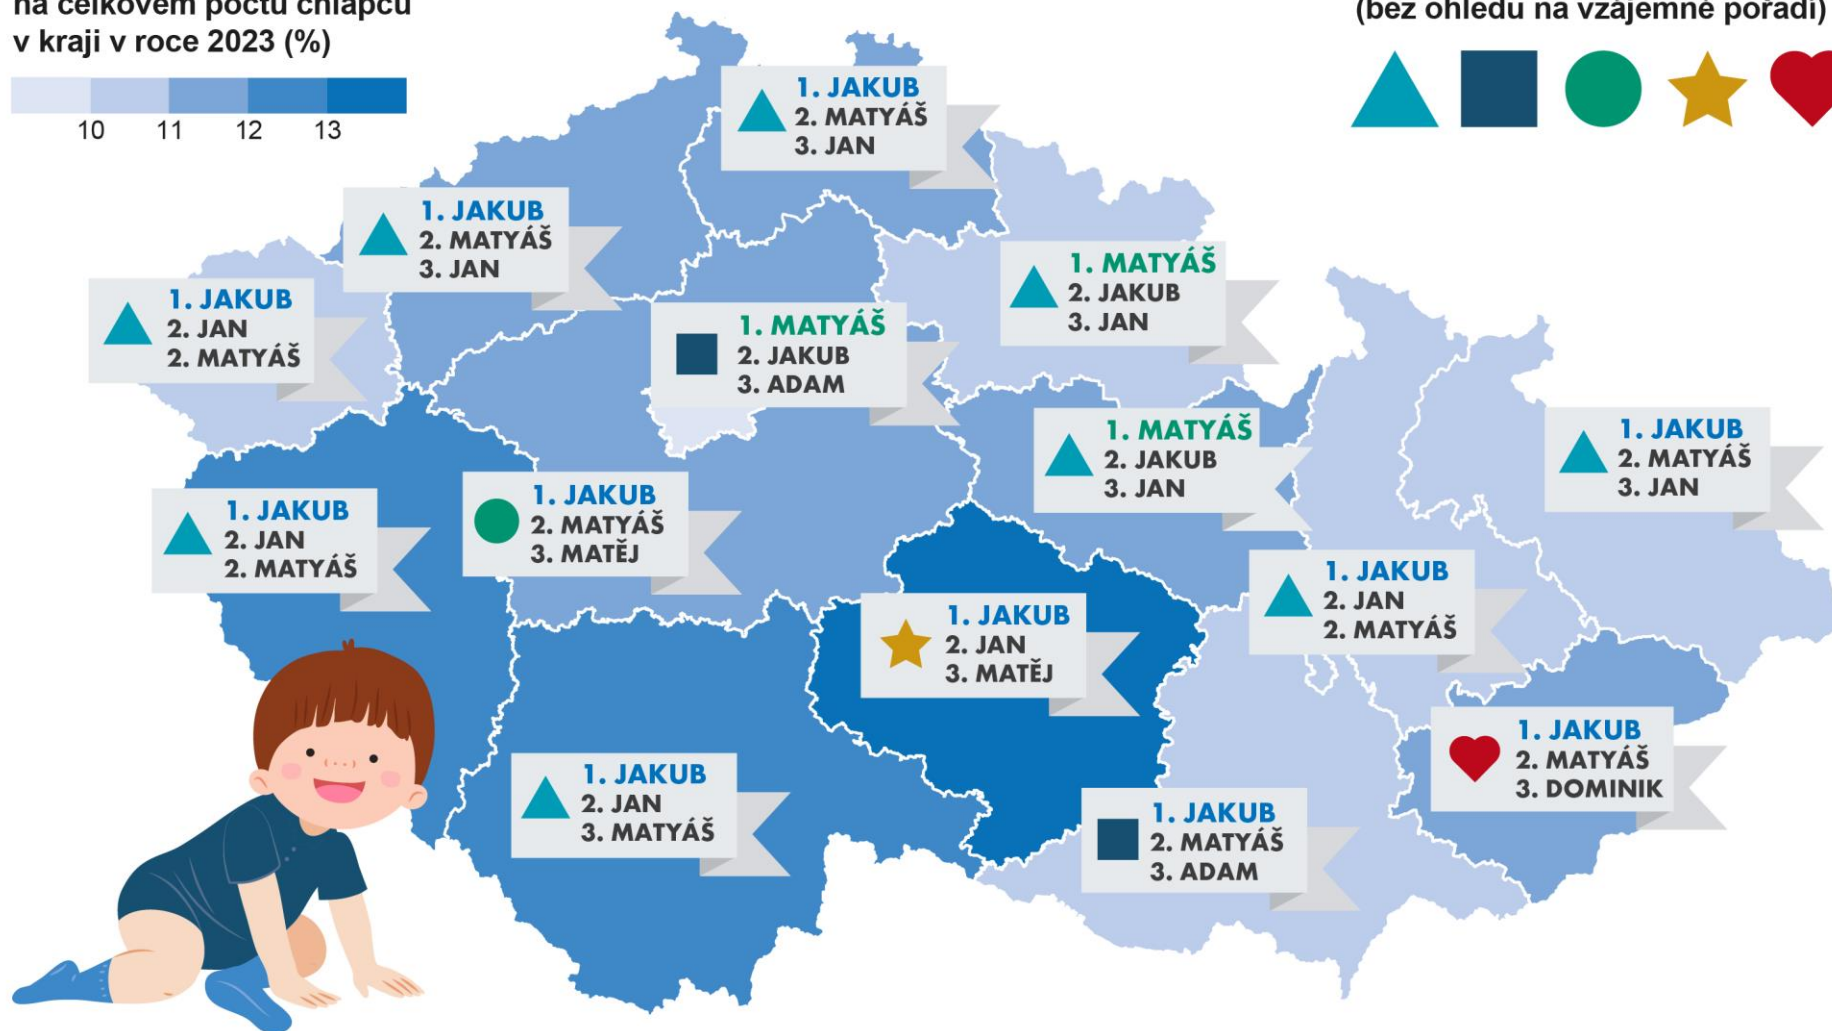 na celkovém počtu chlapců
v kraji v roce 2023 (%)
10 11 12 13
(bez ohledu na vzájemné pořadí)
1. JAKUB
2. MATYÁŠ
3. JAN
1. JAKUB
2. MATYÁŠ
3. JAN
1. JAKUB
2. JAN
2. MATYÁŠ
1. MATYÁŠ
2. JAKUB
3. JAN
1. MATYÁŠ
2. JAKUB
3. ADAM
1. MATYÁŠ
2. JAKUB
3. JAN
1. JAKUB
2. MATYÁŠ
3. JAN
1. JAKUB
2. JAN
2. MATYÁŠ
1. JAKUB
2. MATYÁŠ
3. MATĚJ
1. JAKUB
2. JAN
2. MATYÁŠ
1. JAKUB
2. JAN
3. MATĚJ
1. JAKUB
2. MATYÁŠ
3. DOMINIK
1. JAKUB
2. JAN
3. MATYÁŠ
1. JAKUB
2. MATYÁŠ
3. ADAM